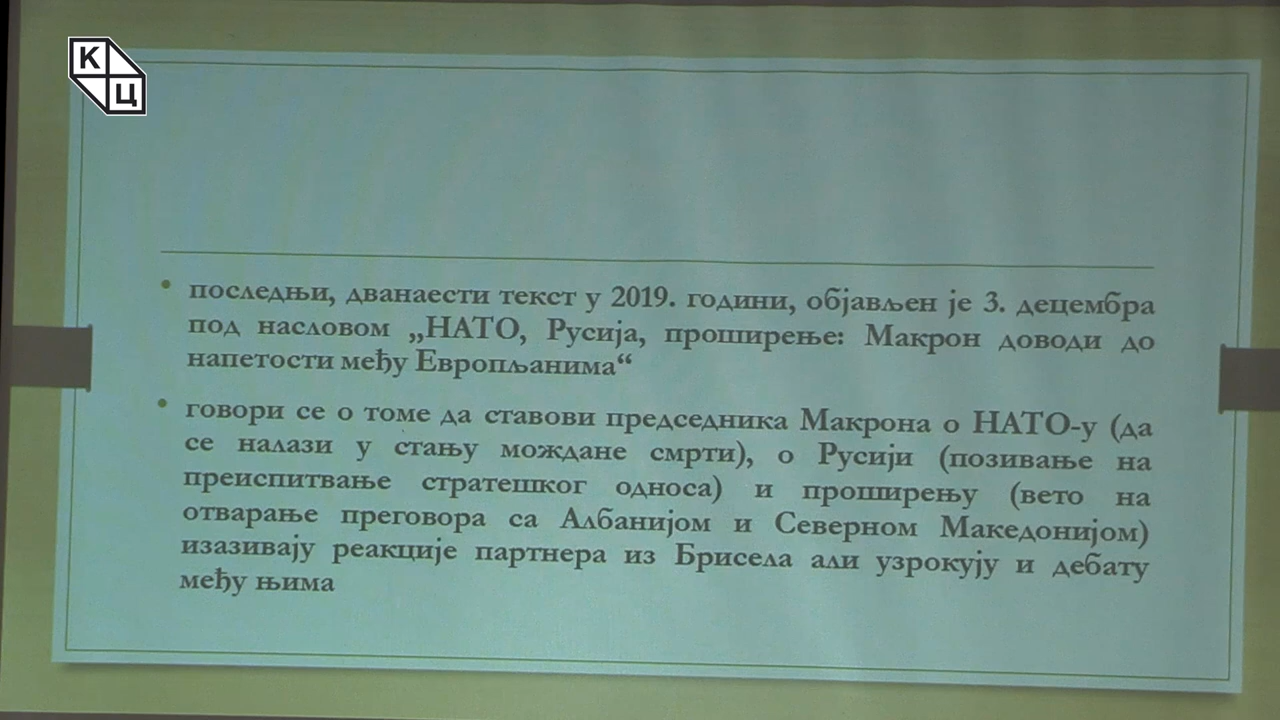 К
Ц
последњи, дванаести текст у 2019. години, објављен је 3. децембра
под насловом „НАТО, Русија, проширење: Макрон доводи до
напетости међу Европљанима“
говори се о томе да ставови председника Макрона о НАТО-у (да
се налази у стању мождане смрти), о Русији (позивање на
преиспитвање стратешког односа) и проширењу (вето на
отварање преговора са Албанијом и Северном Македонијом)
изазивају реакције партнера из Брисела али узрокују и дебату
међу њима